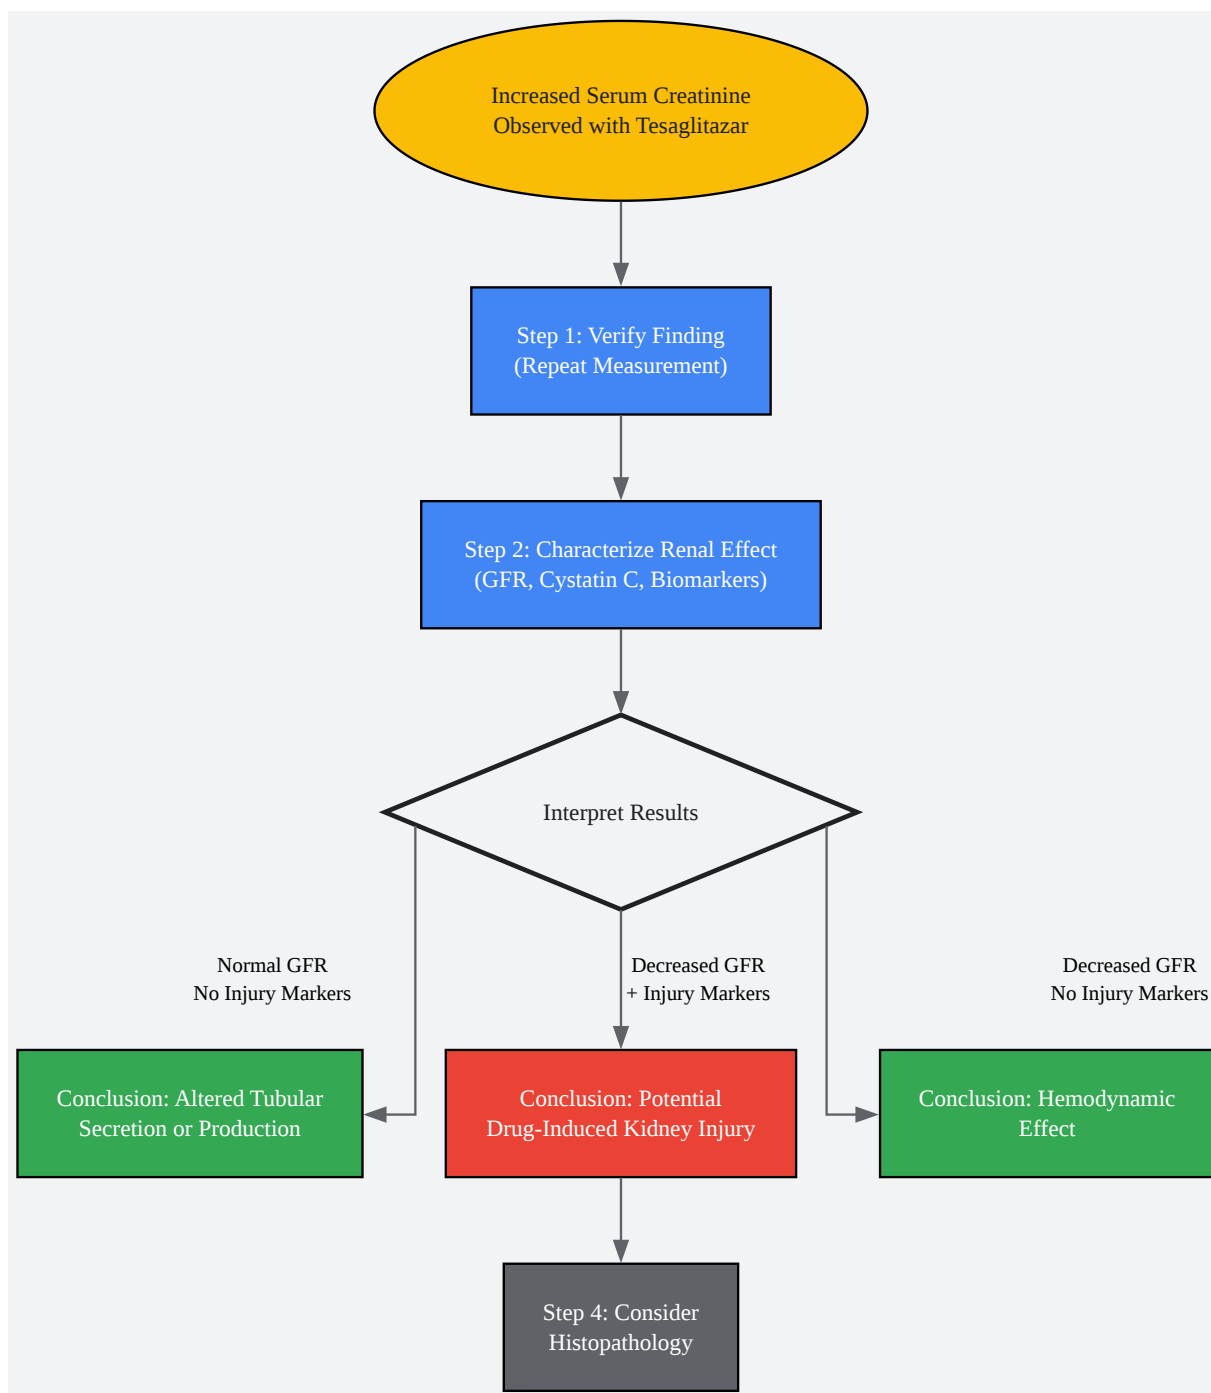 Increased Serum Creatinine
Observed with Tesaglitazar
Step 1: Verify Finding
(Repeat Measurement)
Step 2: Characterize Renal Effect
(GFR, Cystatin C, Biomarkers)
Interpret Results
Normal GFR
No Injury Markers
Decreased GFR
+ Injury Markers
Decreased GFR
No Injury Markers
Conclusion: Altered Tubular
Secretion or Production
Conclusion: Potential
Drug-Induced Kidney Injury
Conclusion: Hemodynamic
Effect
Step 4: Consider
Histopathology